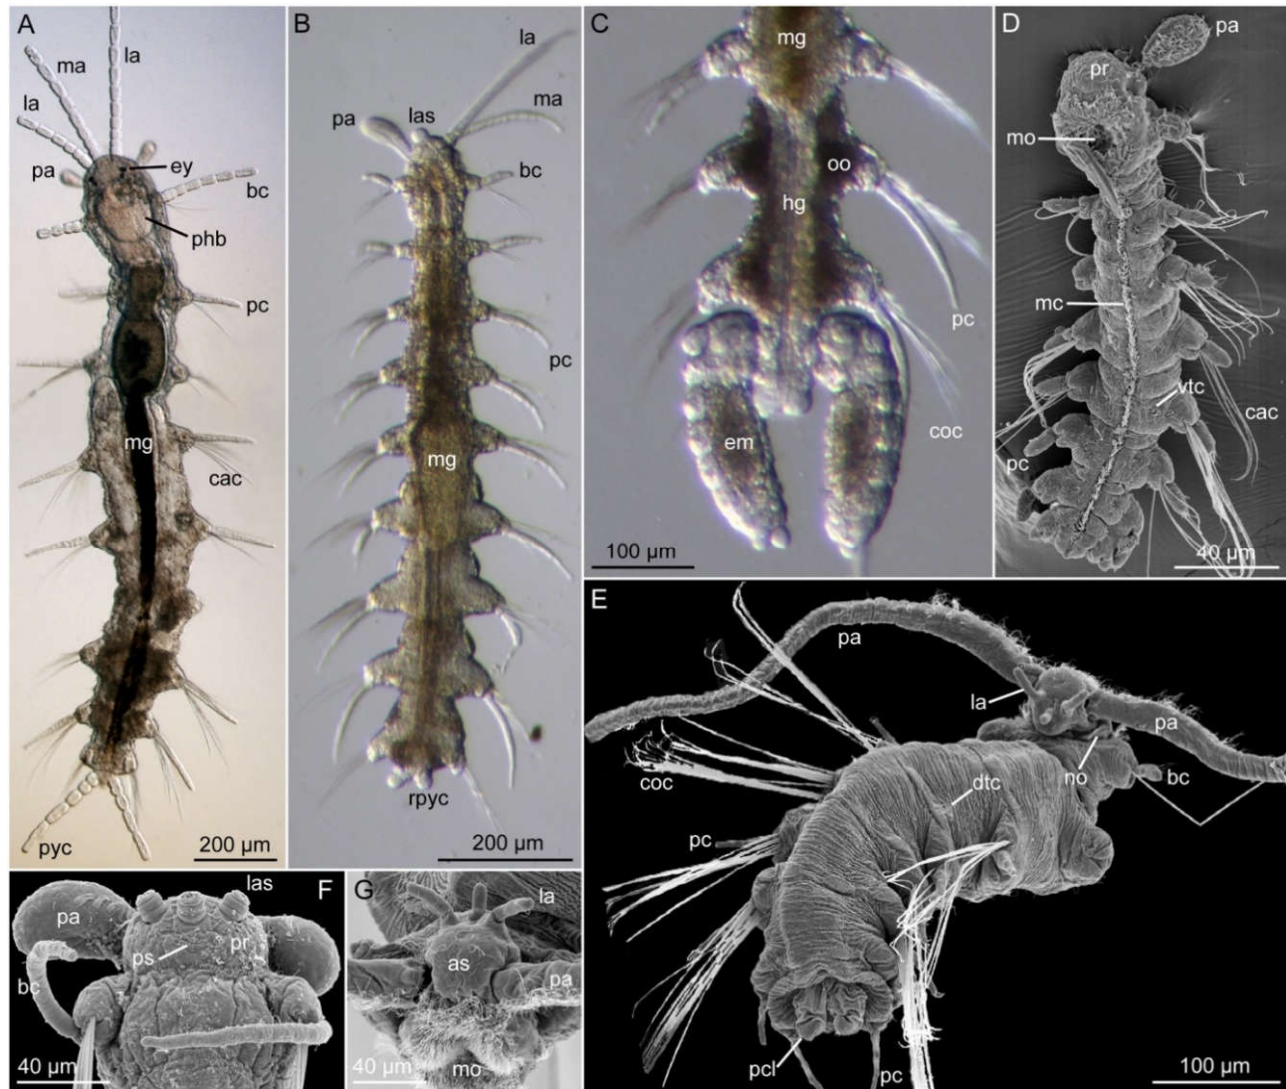 A
la
ma
la
pa
ey
bc
phb
pc
mg
cac
pyc
200 µm
B
la
ma
pa
las
bc
pc
mg
rpyc
200 µm
C
mg
oo
hg
pc
em
coc
100 µm
D
pa
pr
mo
mc
vtc
cac
pc
40 µm
E
pa
la
pa
no
bc
coc
dtc
pc
pcl
pc
100 µm
F
las
pa
ps
pr
bc
40 µm
G
la
as
pa
40 µm
mo